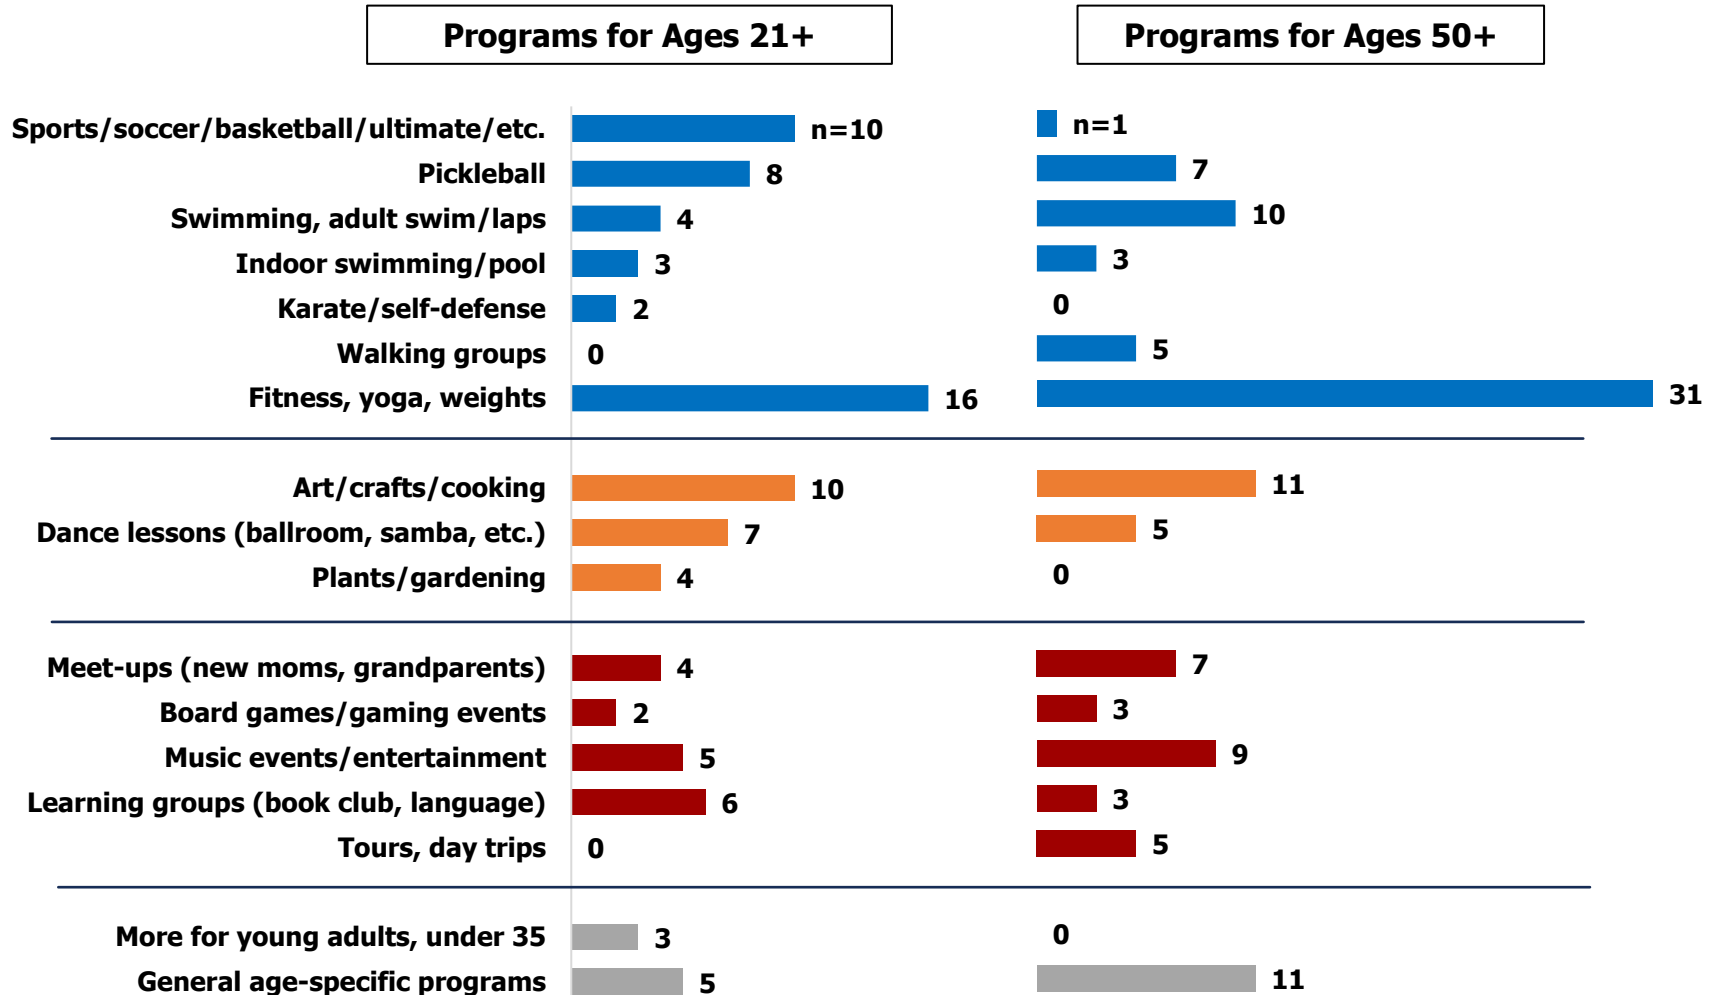 Programs for Ages 21+ Programs for Ages 50+
Sports/soccer/basketball/ultimate/etc. n=10 n=1
Pickleball 8 7
Swimming, adult swim/laps 4 10
Indoor swimming/pool 3 3
Karate/self-defense 2 0
Walking groups 0 5
Fitness, yoga, weights 16 31
Art/crafts/cooking 10 11
Dance lessons (ballroom, samba, etc.) 7 5
Plants/gardening 4 0
Meet-ups (new moms, grandparents) 4 7
Board games/gaming events 2 3
Music events/entertainment 5 9
Learning groups (book club, language) 6 3
Tours, day trips 0 5
More for young adults, under 35 3 0
General age-specific programs 5 11